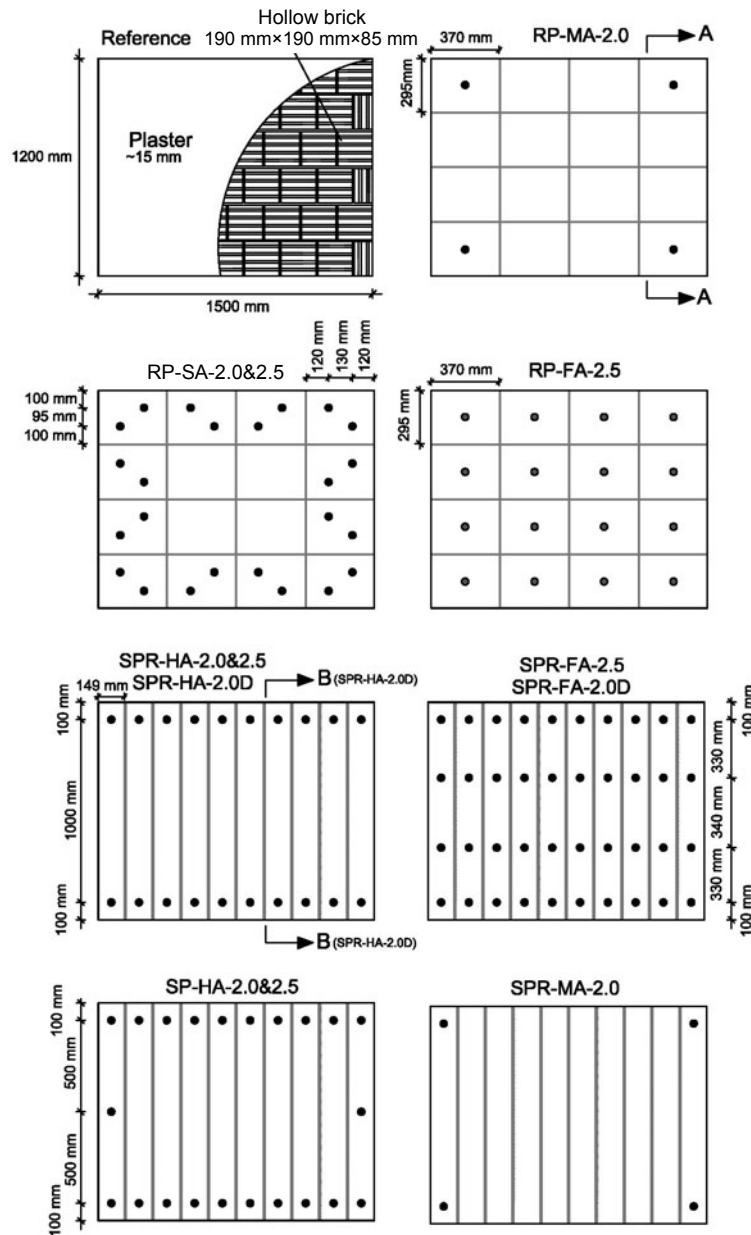 Reference
Hollow brick
190 mm×190 mm×85 mm
Plaster
~15 mm
1200 mm
1500 mm
RP-MA-2.0
370 mm
295mm
A
A
RP-SA-2.0&2.5
120 mm
130 mm
120 mm
100 mm
95 mm
100 mm
RP-FA-2.5
370 mm
295 mm
SPR-HA-2.0&2.5
SPR-HA-2.0D
149 mm
B (SPR-HA-2.0D)
100 mm
1000 mm
100 mm
B (SPR-HA-2.0D)
SPR-FA-2.5
SPR-FA-2.0D
100 mm
330 mm
340 mm
330 mm
100 mm
SP-HA-2.0&2.5
100 mm
500 mm
500 mm
100 mm
SPR-MA-2.0